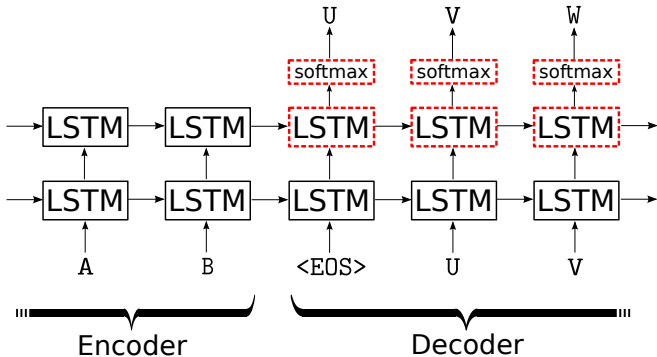 U V W
softmax softmax softmax
LSTM LSTM LSTM LSTM LSTM
LSTM LSTM LSTM LSTM LSTM
A B <EOS> U V
Encoder Decoder